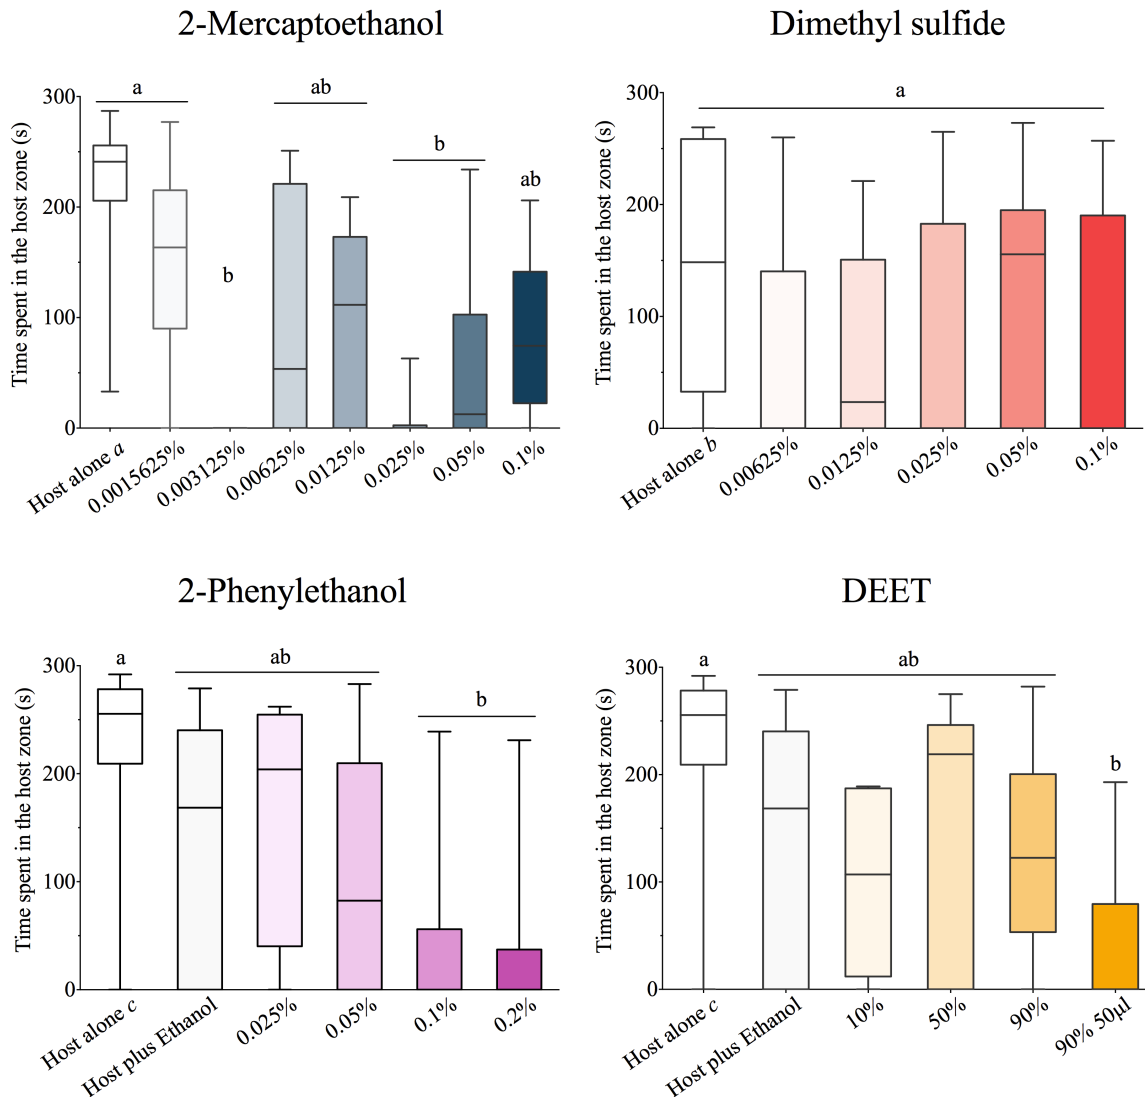 2-Mercaptoethanol
Time spent in the host zone (s)
300
200
100
0
a
b
ab
b
ab
Host alone a
0.0015625%
0.003125%
0.00625%
0.0125%
0.025%
0.05%
0.1%
Dimethyl sulfide
Time spent in the host zone (s)
300
200
100
0
a
Host alone b
0.00625%
0.0125%
0.025%
0.05%
0.1%
2-Phenylethanol
Time spent in the host zone (s)
300
200
100
0
a
ab
b
Host alone c
Host plus Ethanol
0.025%
0.05%
0.1%
0.2%
DEET
Time spent in the host zone (s)
300
200
100
0
a
ab
b
Host alone c
Host plus Ethanol
10%
50%
90%
90% 50µl